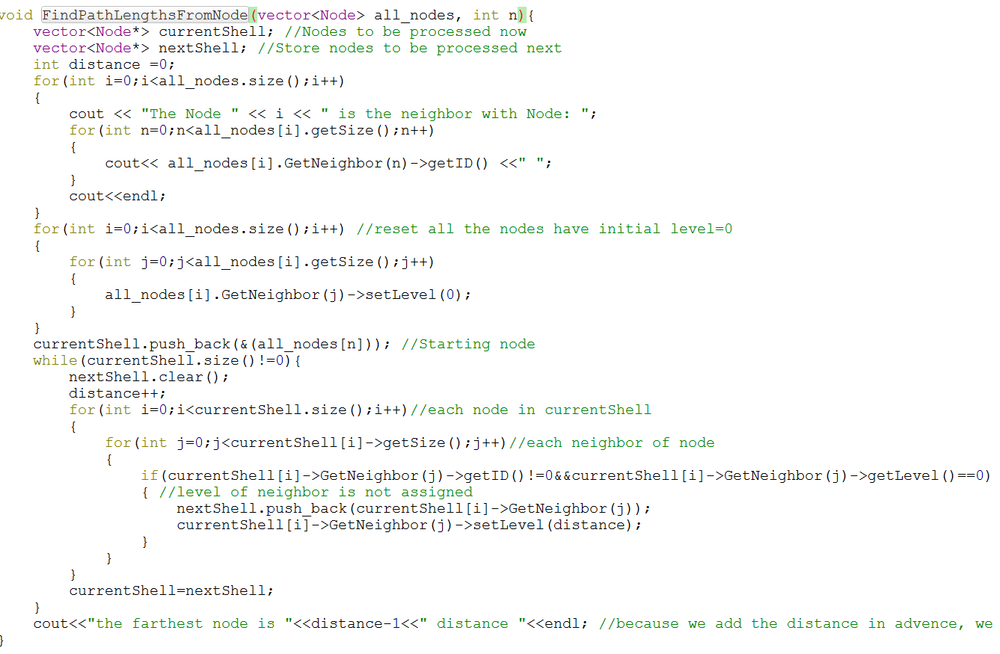 void FindPathLengthsFromNode(vector<Node> all_nodes, int n){
    vector<Node*> currentShell; //Nodes to be processed now
    vector<Node*> nextShell; //Store nodes to be processed next
    int distance =0;
    for(int i=0;i<all_nodes.size();i++)
    {
        cout << "The Node " << i << " is the neighbor with Node: ";
        for(int n=0;n<all_nodes[i].getSize();n++)
        {
            cout<< all_nodes[i].GetNeighbor(n)->getID() <<" ";
        }
        cout<<endl;
    }
    for(int i=0;i<all_nodes.size();i++) //reset all the nodes have initial level=0
    {
        for(int j=0;j<all_nodes[i].getSize();j++)
        {
            all_nodes[i].GetNeighbor(j)->setLevel(0);
        }
    }
    currentShell.push_back(&(all_nodes[n])); //Starting node
    while(currentShell.size()!=0){
        nextShell.clear();
        distance++;
        for(int i=0;i<currentShell.size();i++)//each node in currentShell
        {
            for(int j=0;j<currentShell[i]->getSize();j++)//each neighbor of node
            {
                if(currentShell[i]->GetNeighbor(j)->getID()!=0&&currentShell[i]->GetNeighbor(j)->getLevel()==0)
                { //level of neighbor is not assigned
                    nextShell.push_back(currentShell[i]->GetNeighbor(j));
                    currentShell[i]->GetNeighbor(j)->setLevel(distance);
                }
            }
        }
        currentShell=nextShell;
    }
    cout<<"the farthest node is "<<distance-1<<" distance "<<endl; //because we add the distance in advence, we
}